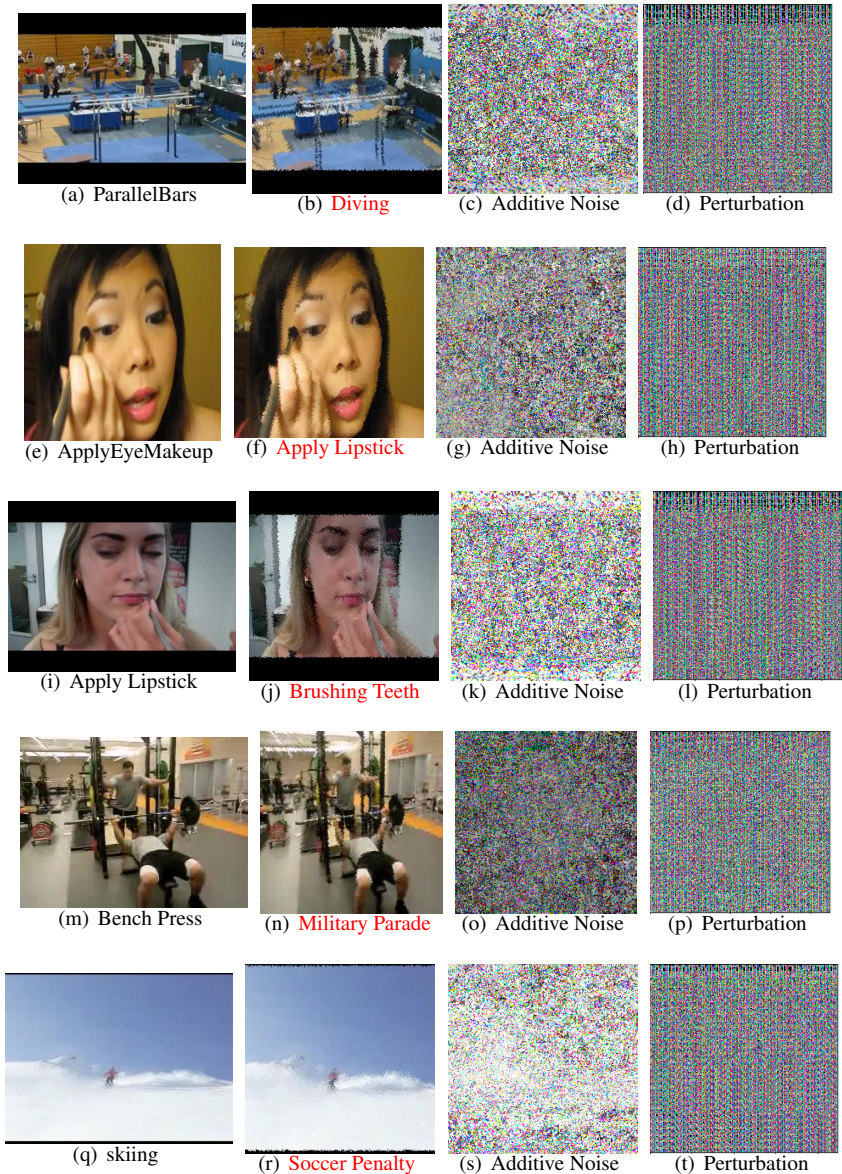 (a) ParallelBars
(b) Diving
(c) Additive Noise
(d) Perturbation
(e) ApplyEyeMakeup
(f) Apply Lipstick
(g) Additive Noise
(h) Perturbation
(i) Apply Lipstick
(j) Brushing Teeth
(k) Additive Noise
(l) Perturbation
(m) Bench Press
(n) Military Parade
(o) Additive Noise
(p) Perturbation
(q) skiing
(r) Soccer Penalty
(s) Additive Noise
(t) Perturbation